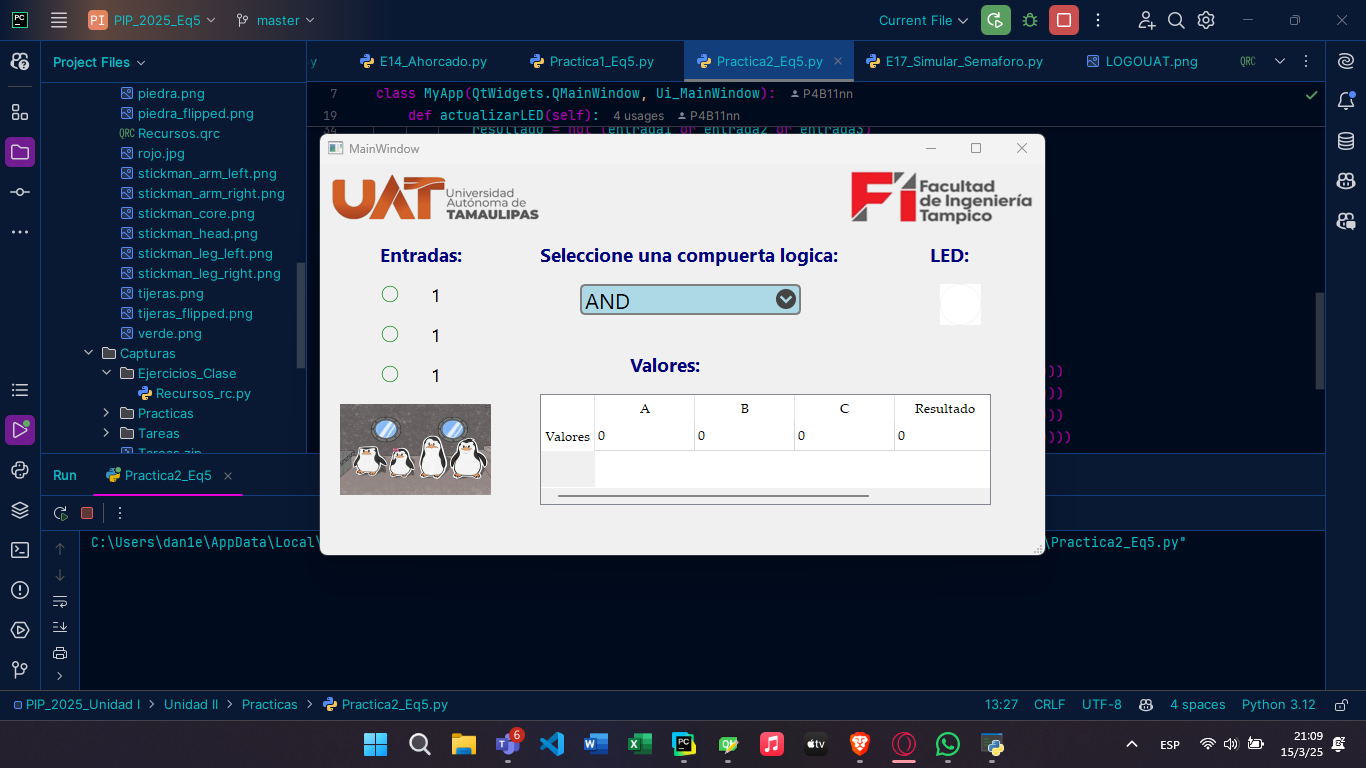 PC
PI PIP_2025_Eq5 master Current File
Project Files
y E14_Ahorcado.py Practica1_Eq5.py Practica2_Eq5.py E17_Simular_Semaforo.py LOGOUAT.png QRC
piedra.png
piedra_flipped.png
QRC Recursos.qrc
rojo.jpg
stickman_arm_left.png
stickman_arm_right.png
stickman_core.png
stickman_head.png
stickman_leg_left.png
stickman_leg_right.png
tijeras.png
tijeras_flipped.png
verde.png
Capturas
Ejercicios_Clase
Recursos_rc.py
Practicas
Tareas
Tareas.zip
7 class MyApp(QtWidgets.QMainWindow, Ui_MainWindow): P4B11nn
19 def actualizarLED(self): 4 usages P4B11nn
34 resultado = not (entrada1 or entrada2 or entrada3)
))
))
))
)))
MainWindow
UAT Universidad
Autónoma de
TAMAULIPAS
Fi Facultad
de Ingeniería
Tampico
Entradas: Seleccione una compuerta logica: LED:
1
1
1
AND
Valores:
A B C Resultado
Valores 0 0 0 0
Run Practica2_Eq5
C:\Users\dan1e\AppData\Local\
\Practica2_Eq5.py"
PIP_2025_Unidad I Unidad II Practicas Practica2_Eq5.py 13:27 CRLF UTF-8 4 spaces Python 3.12
6
PC
Qt
tv
ESP
21:09
15/3/25